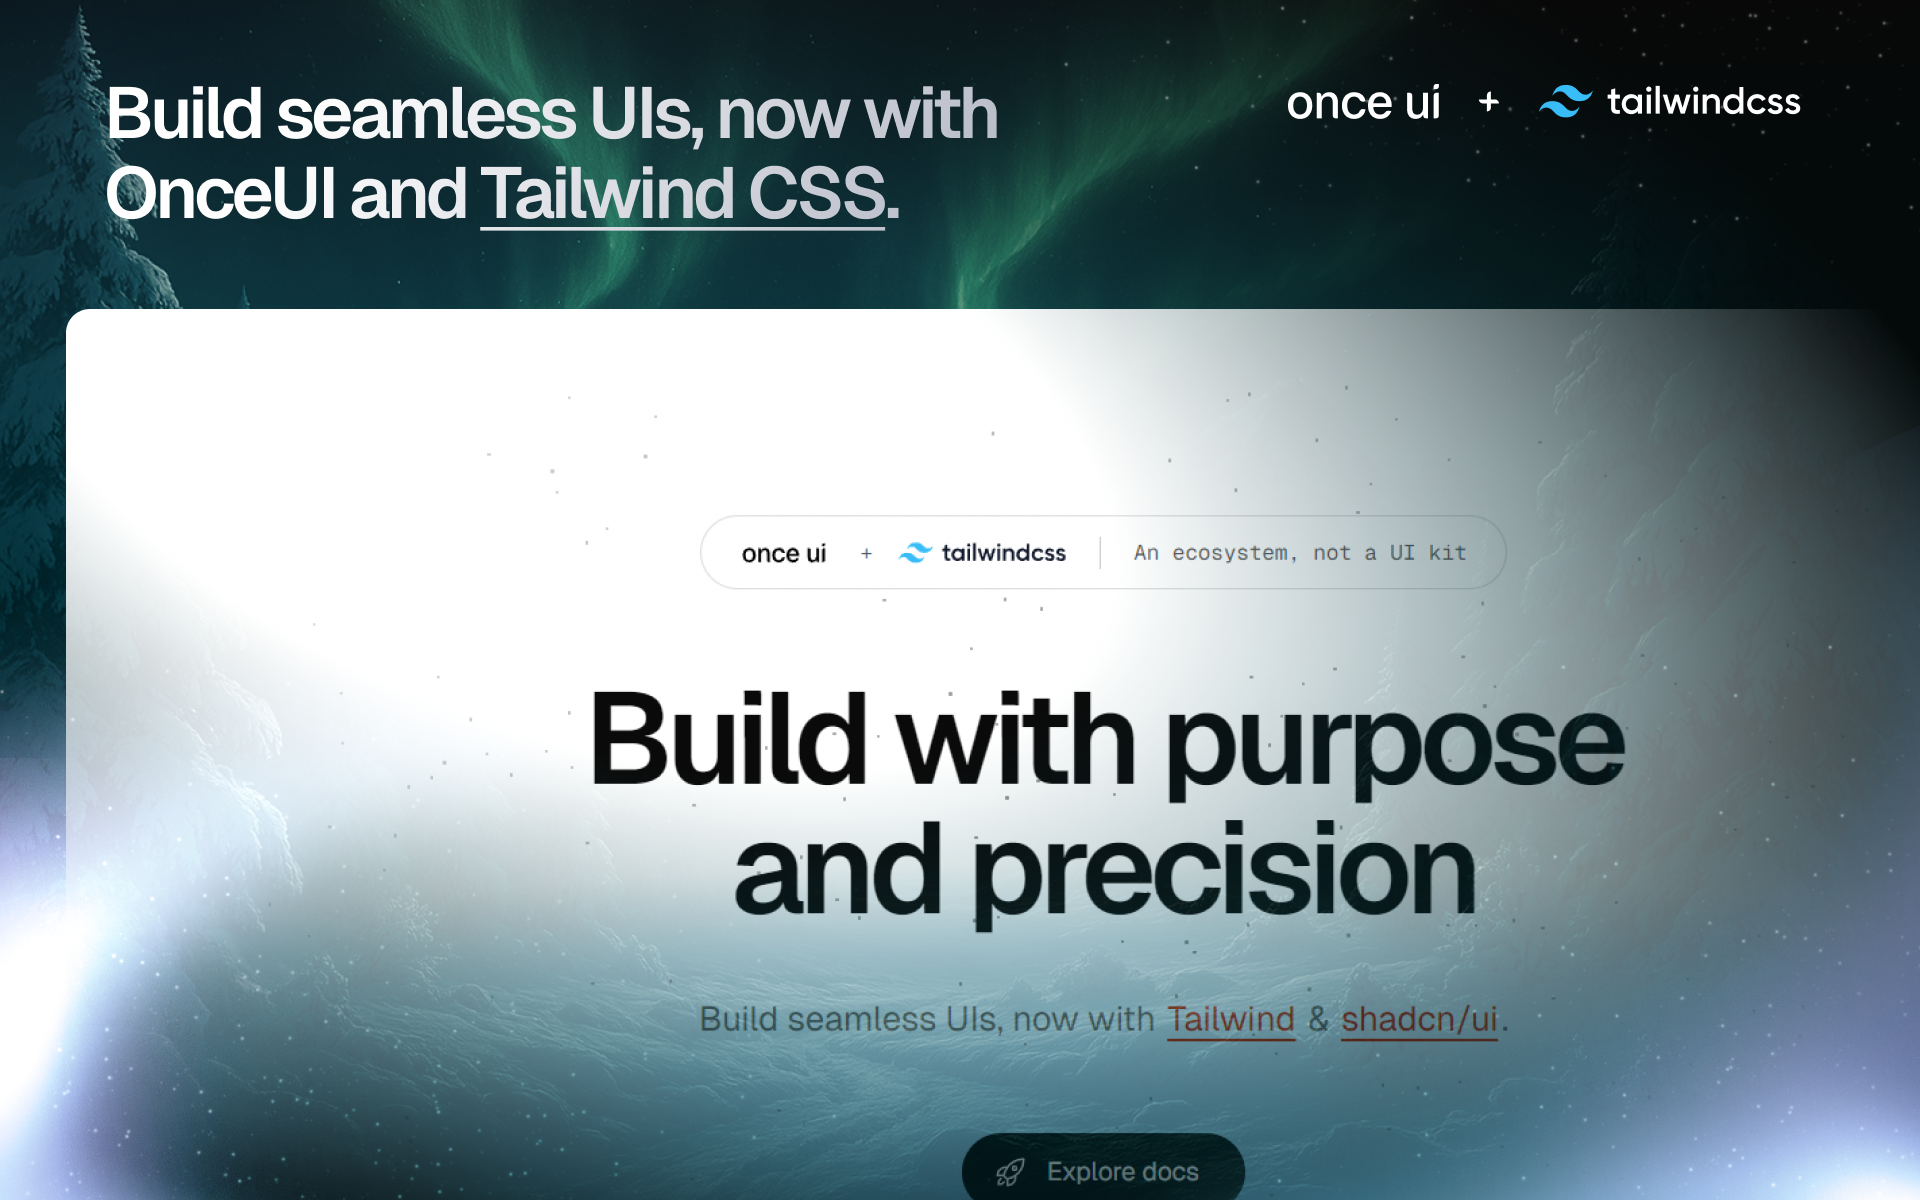 Build seamless UIs, now with
OnceUI and Tailwind CSS.
once ui + tailwindcss
once ui + tailwindcss An ecosystem, not a UI kit
Build with purpose
and precision
Build seamless UIs, now with Tailwind & shadcn/ui.
Explore docs